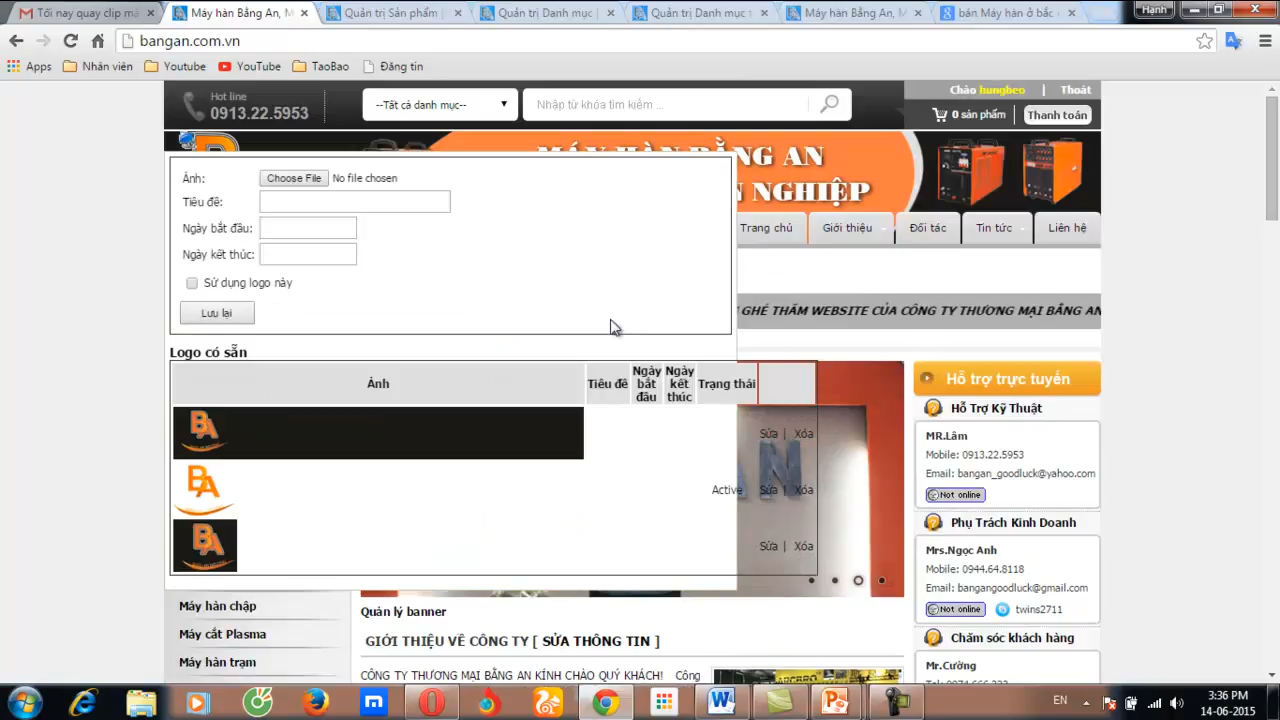 Hạnh
Tối nay quay clip mà
Máy hàn Bằng An, M
Quản trị Sản phẩm |
Quản trị Danh mục |
Quản trị Danh mục t
Máy hàn Bằng An, M
bán Máy hàn ở bắc
bangan.com.vn
Apps
Nhân viên
Youtube
YouTube
TaoBao
Đăng tin
Hot line
0913.22.5953
--Tất cả danh mục--
Nhập từ khóa tìm kiếm ...
Chào hungbeo | Thoát
0 sản phẩm
Thanh toán
MÁY HÀN BẰNG AN
N NGHIỆP
Trang chủ
Giới thiệu
Đối tác
Tin tức
Liên hệ
Ảnh:
Choose File No file chosen
Tiêu đề:
Ngày bắt đầu:
Ngày kết thúc:
Sử dụng logo này
Lưu lại
GHÉ THĂM WEBSITE CỦA CÔNG TY THƯƠNG MẠI BẰNG AN
Logo có sẵn
Ảnh
Tiêu đề
Ngày bắt đầu
Ngày kết thúc
Trạng thái
BA
Sửa | Xóa
BA
Active
Sửa | Xóa
BA
Sửa | Xóa
AN
Hỗ trợ trực tuyến
Hỗ Trợ Kỹ Thuật
MR.Lâm
Mobile: 0913.22.5953
Email: bangan_goodluck@yahoo.com
Not online
Phụ Trách Kinh Doanh
Mrs.Ngọc Anh
Mobile: 0944.64.8118
Email: bangangoodluck@gmail.com
Not online
twins2711
Chăm sóc khách hàng
Mr.Cường
Máy hàn chập
Máy cắt Plasma
Máy hàn trạm
Quản lý banner
GIỚI THIỆU VỀ CÔNG TY [ SỬA THÔNG TIN ]
CÔNG TY THƯƠNG MẠI BẰNG AN KÍNH CHÀO QUÝ KHÁCH! Công
EN
3:36 PM
14-06-2015